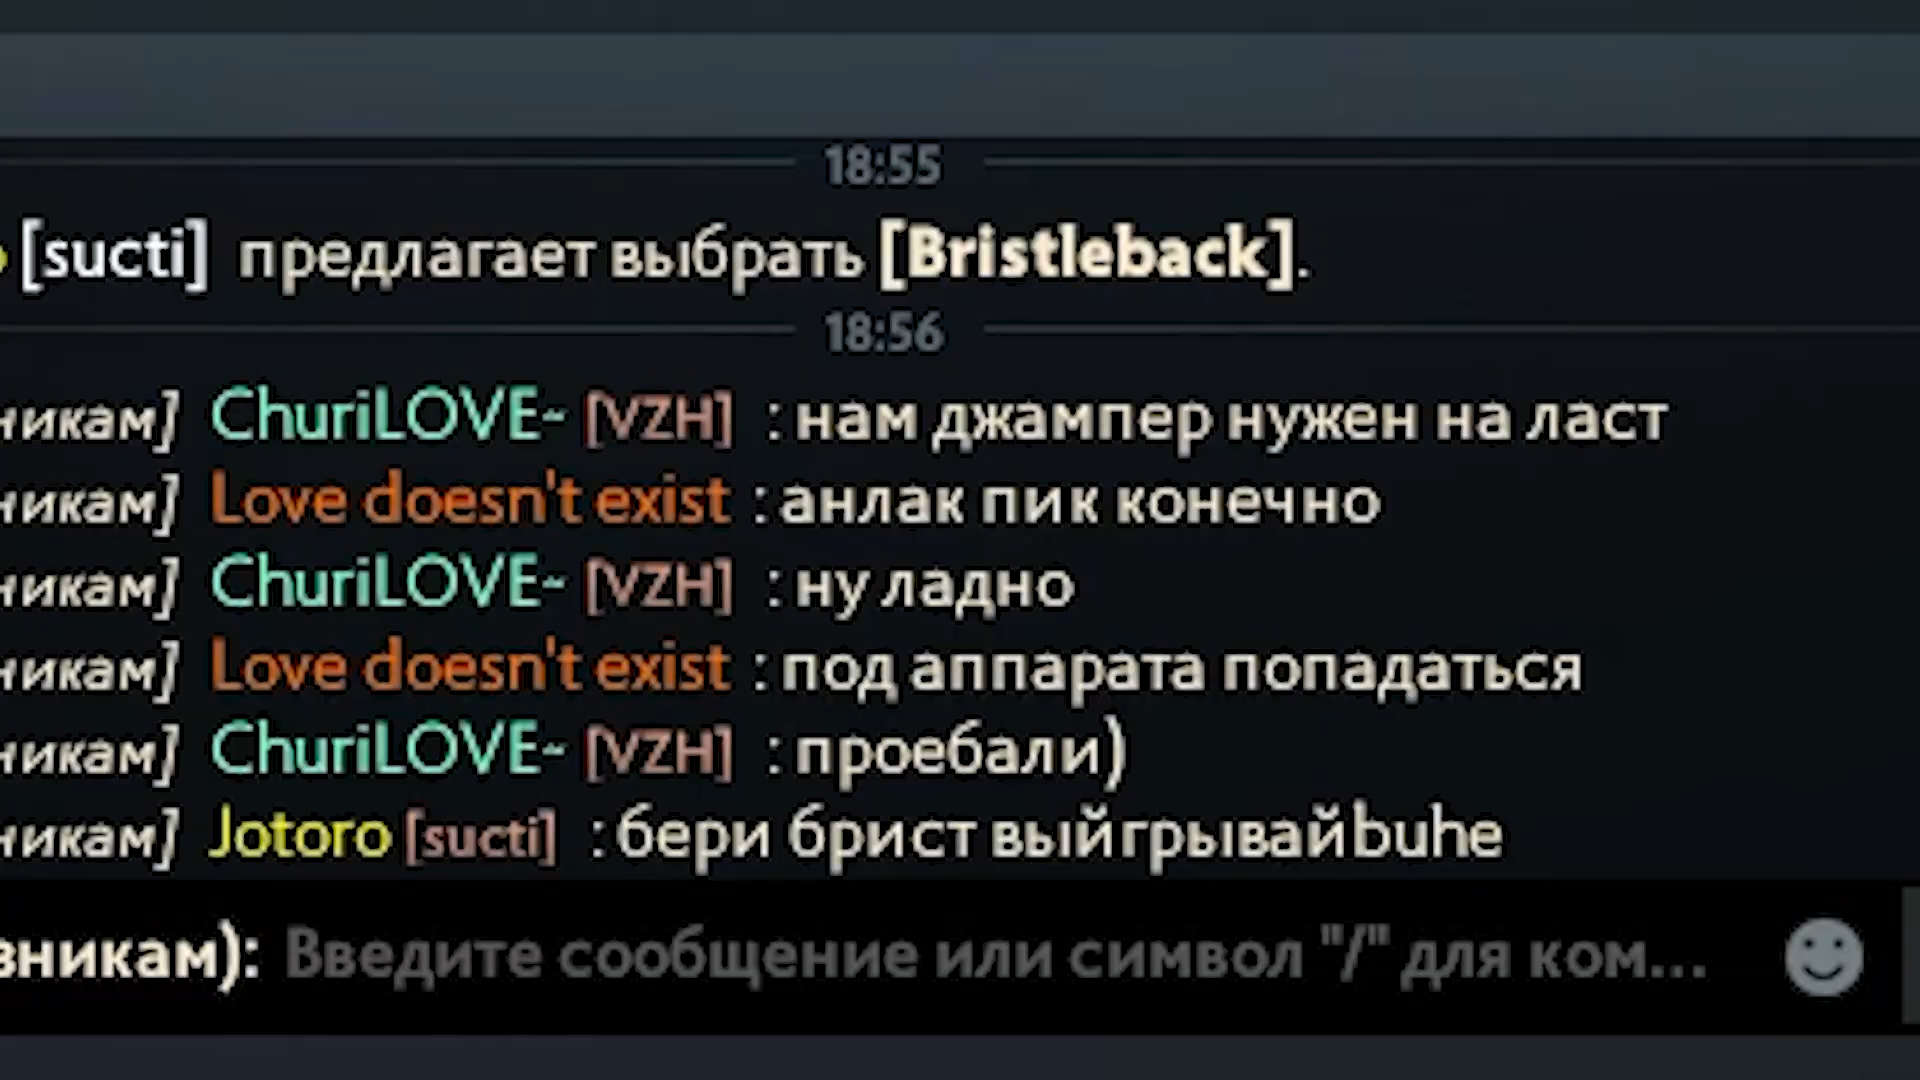 18:55
[sucti] предлагает выбрать [Bristleback].
18:56
никам] ChuriLOVE~ [VZH] : нам джампер нужен на ласт
никам] Love doesn't exist : анлак пик конечно
никам] ChuriLOVE~ [VZH] : ну ладно
никам] Love doesn't exist : под аппарата попадаться
никам] ChuriLOVE~ [VZH] : проебали)
никам] Jotoro [sucti] : бери брист выйгрывайbuhe
зникам): Введите сообщение или символ "/" для ком...